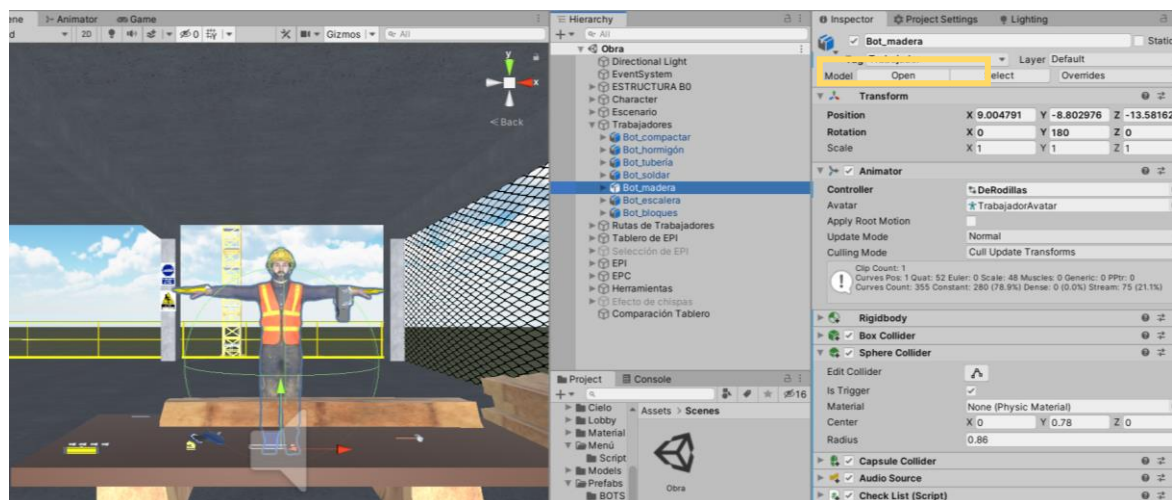 ene Animator Game
2D 0 Gizmos All
y
x
Back
Hierarchy
All
Obra
Directional Light
EventSystem
ESTRUCTURA B0
Character
Escenario
Trabajadores
Bot_compactar
Bot_hormigón
Bot_tubería
Bot_soldar
Bot_madera
Bot_escalera
Bot_bloques
Rutas de Trabajadores
Tablero de EPI
Selección de EPI
EPI
EPC
Herramientas
Efecto de chispas
Comparación Tablero
Project Console
16
Cielo
Lobby
Material
Menú
Script
Models
Prefabs
BOTS
Assets > Scenes
Obra
Inspector Project Settings Lighting
Bot_madera Static
Layer Default
Model Open elect Overrides
Transform
Position X 9.004791 Y -8.802976 Z -13.58162
Rotation X 0 Y 180 Z 0
Scale X 1 Y 1 Z 1
Animator
Controller DeRodillas
Avatar TrabajadorAvatar
Apply Root Motion
Update Mode Normal
Culling Mode Cull Update Transforms
Clip Count: 1
Curves Pos: 1 Quat: 52 Euler: 0 Scale: 48 Muscles: 0 Generic: 0 PPtr: 0
Curves Count: 355 Constant: 280 (78.9%) Dense: 0 (0.0%) Stream: 75 (21.1%)
Rigidbody
Box Collider
Sphere Collider
Edit Collider
Is Trigger
Material None (Physic Material)
Center X 0 Y 0.78 Z 0
Radius 0.86
Capsule Collider
Audio Source
Check List (Script)